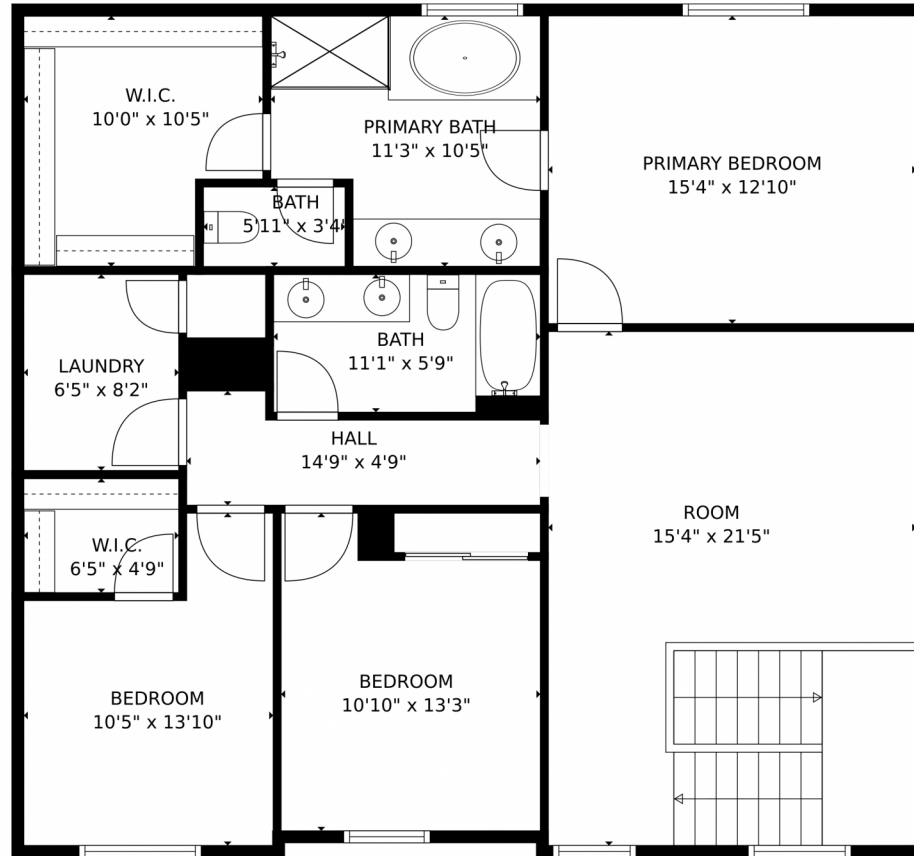 W.I.C.
10'0" x 10'5"
PRIMARY BATH
11'3" x 10'5"
PRIMARY BEDROOM
15'4" x 12'10"
BATH
5'11" x 3'4"
LAUNDRY
6'5" x 8'2"
BATH
11'1" x 5'9"
HALL
14'9" x 4'9"
W.I.C.
6'5" x 4'9"
ROOM
15'4" x 21'5"
BEDROOM
10'5" x 13'10"
BEDROOM
10'10" x 13'3"